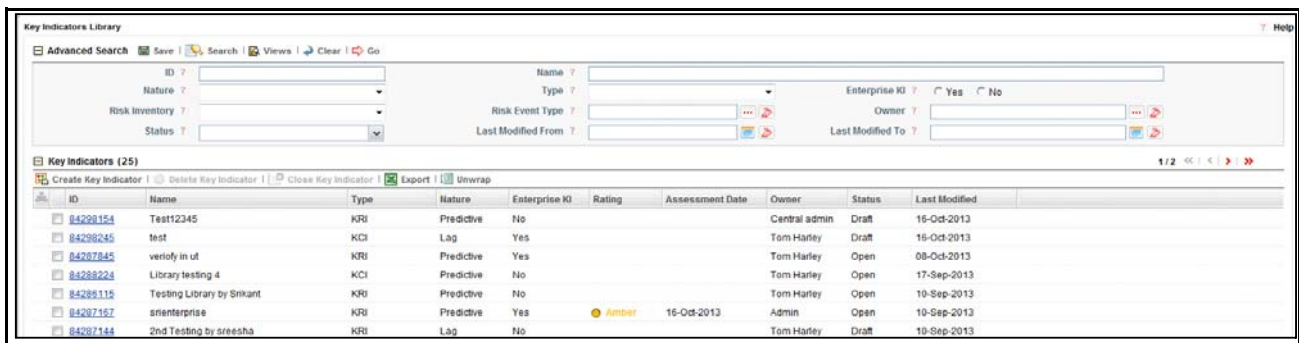 Key Indicators Library ? Help
Advanced Search Save | Search | Views | Clear | Go
ID ? Name ?
Nature ? Type ? Enterprise KI ? Yes No
Risk Inventory ? Risk Event Type ? ... Owner ? ...
Status ? Last Modified From ? Last Modified To ?
Key Indicators (25) 1 / 2 << | < | > | >>
Create Key Indicator | Delete Key Indicator | Close Key Indicator | Export | Unwrap
ID Name Type Nature Enterprise KI Rating Assessment Date Owner Status Last Modified
84298154 Test12345 KRI Predictive No Central admin Draft 16-Oct-2013
84298245 test KCI Lag Yes Tom Harley Draft 16-Oct-2013
84287845 veriofy in ut KRI Predictive Yes Tom Harley Open 08-Oct-2013
84288224 Library testing 4 KCI Predictive No Tom Harley Open 17-Sep-2013
84286115 Testing Library by Srikant KRI Predictive No Tom Harley Open 10-Sep-2013
84287167 srienterprise KRI Predictive Yes Amber 16-Oct-2013 Admin Open 10-Sep-2013
84287144 2nd Testing by sreesha KRI Lag No Tom Harley Draft 10-Sep-2013